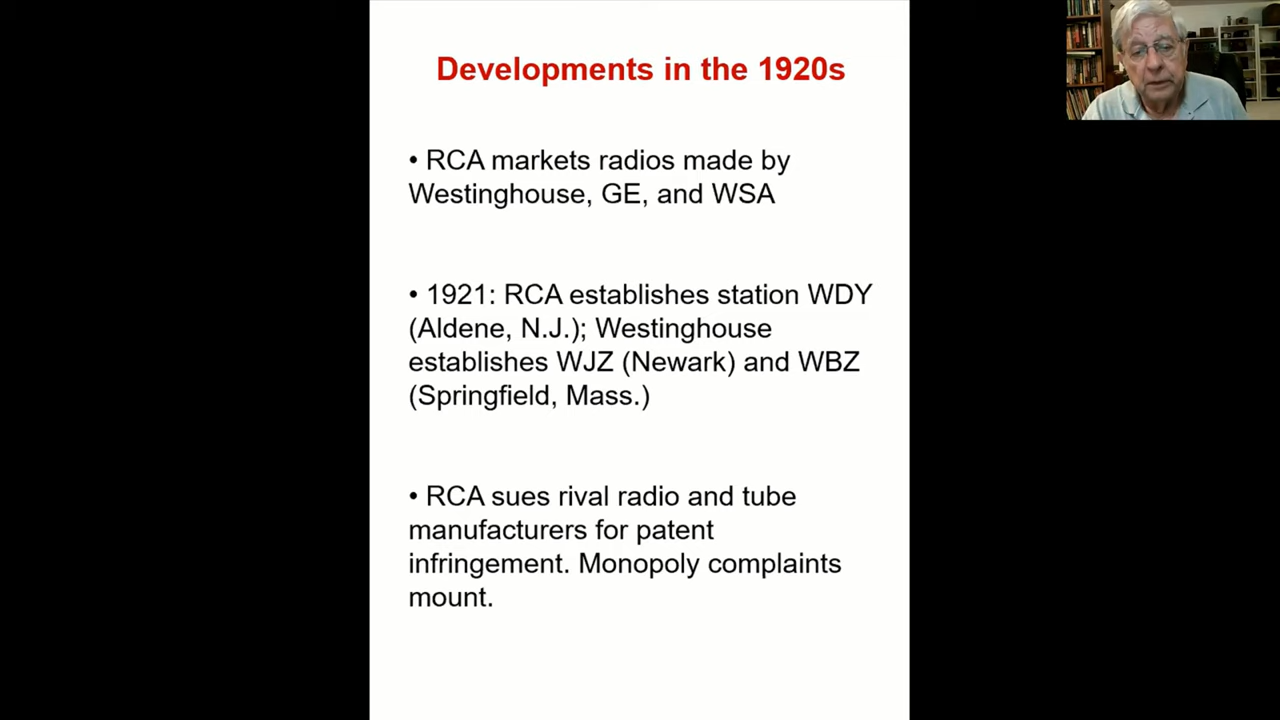 Developments in the 1920s
• RCA markets radios made by
Westinghouse, GE, and WSA
• 1921: RCA establishes station WDY
(Aldene, N.J.); Westinghouse
establishes WJZ (Newark) and WBZ
(Springfield, Mass.)
• RCA sues rival radio and tube
manufacturers for patent
infringement. Monopoly complaints
mount.